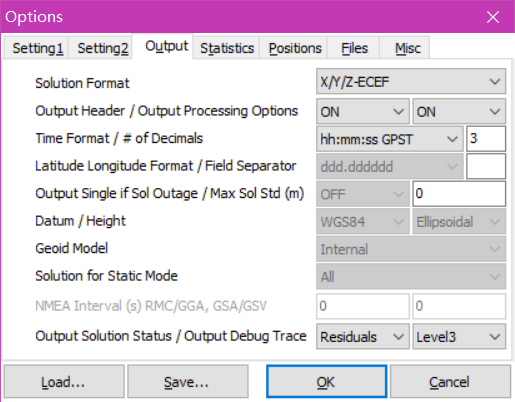 Options
Setting1 Setting2 Output Statistics Positions Files Misc
Solution Format X/Y/Z-ECEF
Output Header / Output Processing Options ON ON
Time Format / # of Decimals hh:mm:ss GPST 3
Latitude Longitude Format / Field Separator ddd.dddddd
Output Single if Sol Outage / Max Sol Std (m) OFF 0
Datum / Height WGS84 Ellipsoidal
Geoid Model Internal
Solution for Static Mode All
NMEA Interval (s) RMC/GGA, GSA/GSV 0 0
Output Solution Status / Output Debug Trace Residuals Level3
Load... Save... OK Cancel